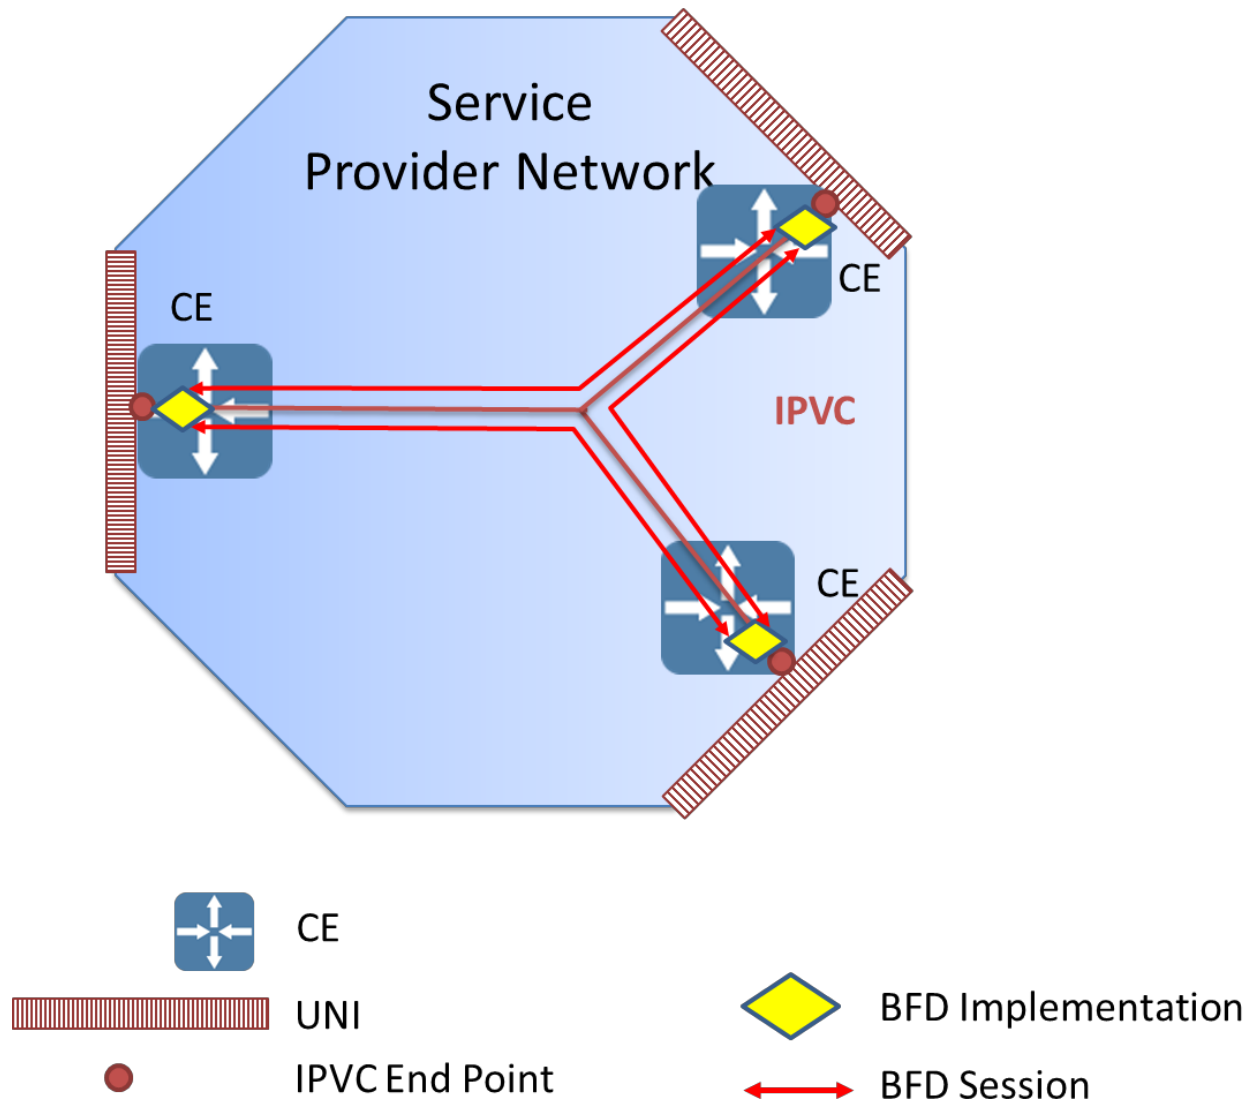 Service
Provider Network
CE
CE
IPVC
CE
CE
UNI
IPVC End Point
BFD Implementation
BFD Session